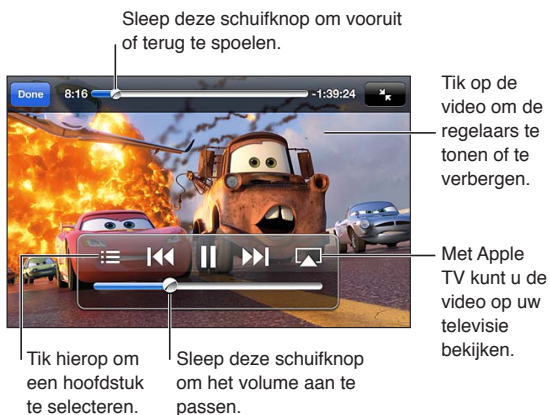 Sleep deze schuifknop om vooruit
of terug te spoelen.
Done 8:16 -1:39:24
Tik op de
video om de
regelaars te
tonen of te
verbergen.
Met Apple
TV kunt u de
video op uw
televisie
bekijken.
Tik hierop om
een hoofdstuk
te selecteren.
Sleep deze schuifknop
om het volume aan te
passen.